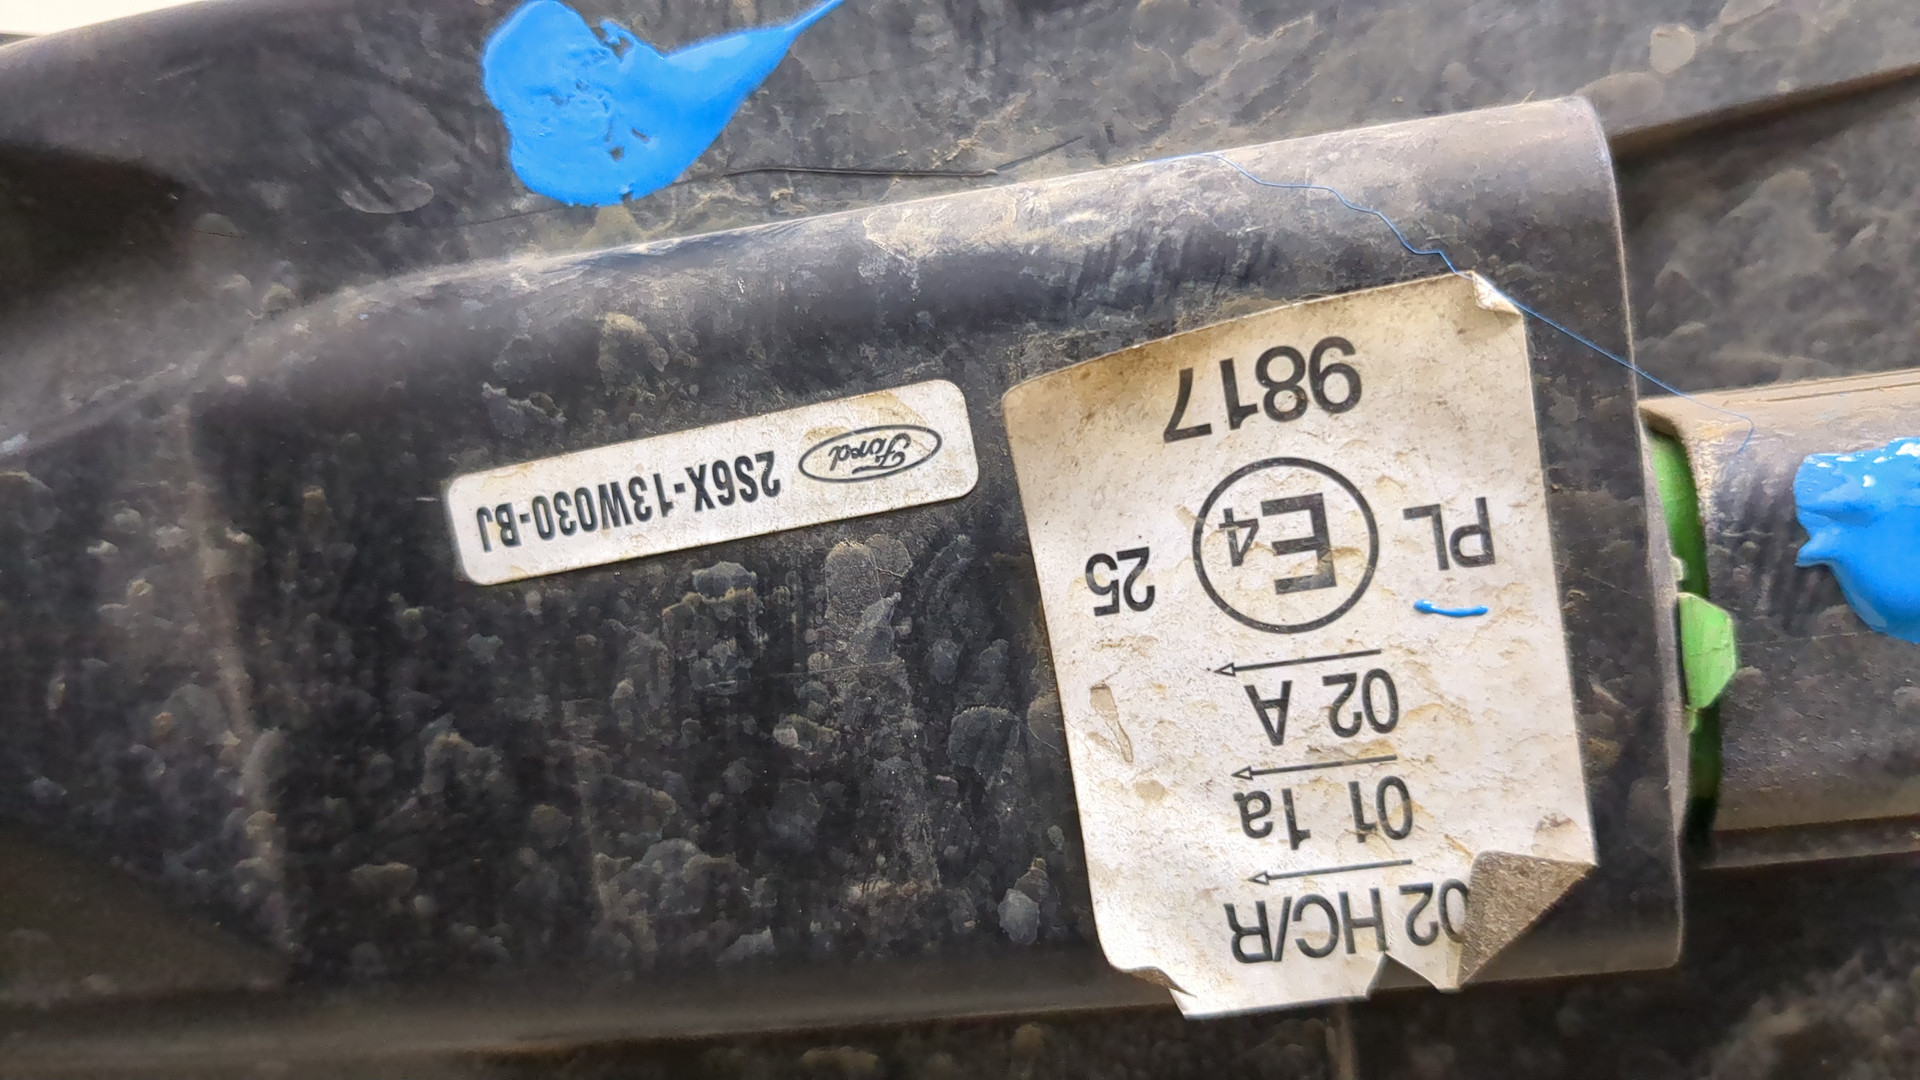 Ford 2S6X-13W030-BJ
02 HC/R
01 1a
02 A
PL E4 25
9817